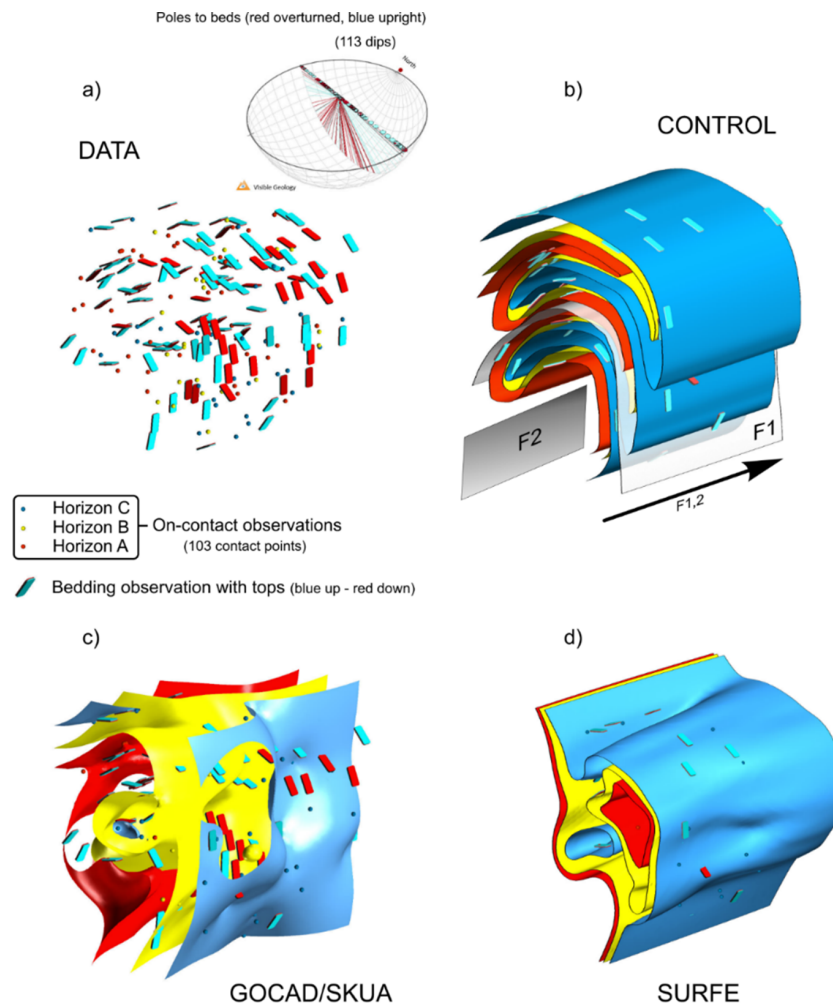 Poles to beds (red overturned, blue upright)
(113 dips)
North
a)
b)
DATA
CONTROL
Visible Geology
F2
F1
F1,2
Horizon C
Horizon B
Horizon A
On-contact observations
(103 contact points)
Bedding observation with tops (blue up - red down)
c)
d)
GOCAD/SKUA
SURFE